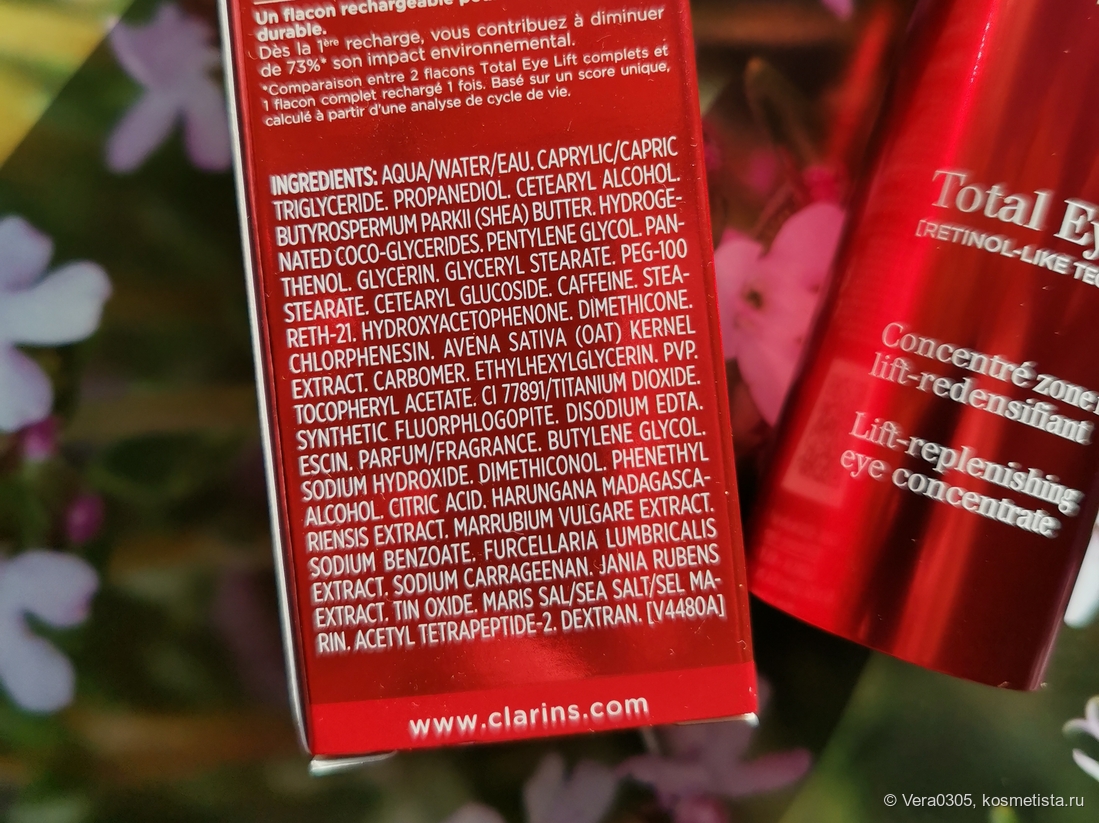 Un flacon rechargeable
durable.
Dès la 1ère recharge, vous contribuez à diminuer
de 73%* son impact environnemental.
*Comparaison entre 2 flacons Total Eye Lift complets et
1 flacon complet rechargé 1 fois. Basé sur un score unique,
calculé à partir d'une analyse de cycle de vie.
INGREDIENTS: AQUA/WATER/EAU. CAPRYLIC/CAPRIC
TRIGLYCERIDE. PROPANEDIOL. CETEARYL ALCOHOL.
BUTYROSPERMUM PARKII (SHEA) BUTTER. HYDROGE-
NATED COCO-GLYCERIDES. PENTYLENE GLYCOL. PAN-
THENOL. GLYCERIN. GLYCERYL STEARATE. PEG-100
STEARATE. CETEARYL GLUCOSIDE. CAFFEINE. STEA-
RETH-21. HYDROXYACETOPHENONE. DIMETHICONE.
CHLORPHENESIN. AVENA SATIVA (OAT) KERNEL
EXTRACT. CARBOMER. ETHYLHEXYLGLYCERIN. PVP.
TOCOPHERYL ACETATE. CI 77891/TITANIUM DIOXIDE.
SYNTHETIC FLUORPHLOGOPITE. DISODIUM EDTA.
ESCIN. PARFUM/FRAGRANCE. BUTYLENE GLYCOL.
SODIUM HYDROXIDE. DIMETHICONOL. PHENETHYL
ALCOHOL. CITRIC ACID. HARUNGANA MADAGASCA-
RIENSIS EXTRACT. MARRUBIUM VULGARE EXTRACT.
SODIUM BENZOATE. FURCELLARIA LUMBRICALIS
EXTRACT. SODIUM CARRAGEENAN. JANIA RUBENS
EXTRACT. TIN OXIDE. MARIS SAL/SEA SALT/SEL MA-
RIN. ACETYL TETRAPEPTIDE-2. DEXTRAN. [V4480A]
www.clarins.com
Total Ey
[RETINOL-LIKE TEC
Concentré zone
lift-redensifiant
Lift-replenishing
eye concentrate
© Vera0305, kosmetista.ru